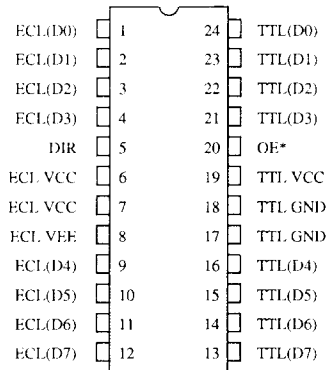 ECL(D0) 1 24 TTL(D0)
ECL(D1) 2 23 TTL(D1)
ECL(D2) 3 22 TTL(D2)
ECL(D3) 4 21 TTL(D3)
DIR 5 20 OE*
ECL VCC 6 19 TTL VCC
ECL VCC 7 18 TTL GND
ECL VEE 8 17 TTL GND
ECL(D4) 9 16 TTL(D4)
ECL(D5) 10 15 TTL(D5)
ECL(D6) 11 14 TTL(D6)
ECL(D7) 12 13 TTL(D7)